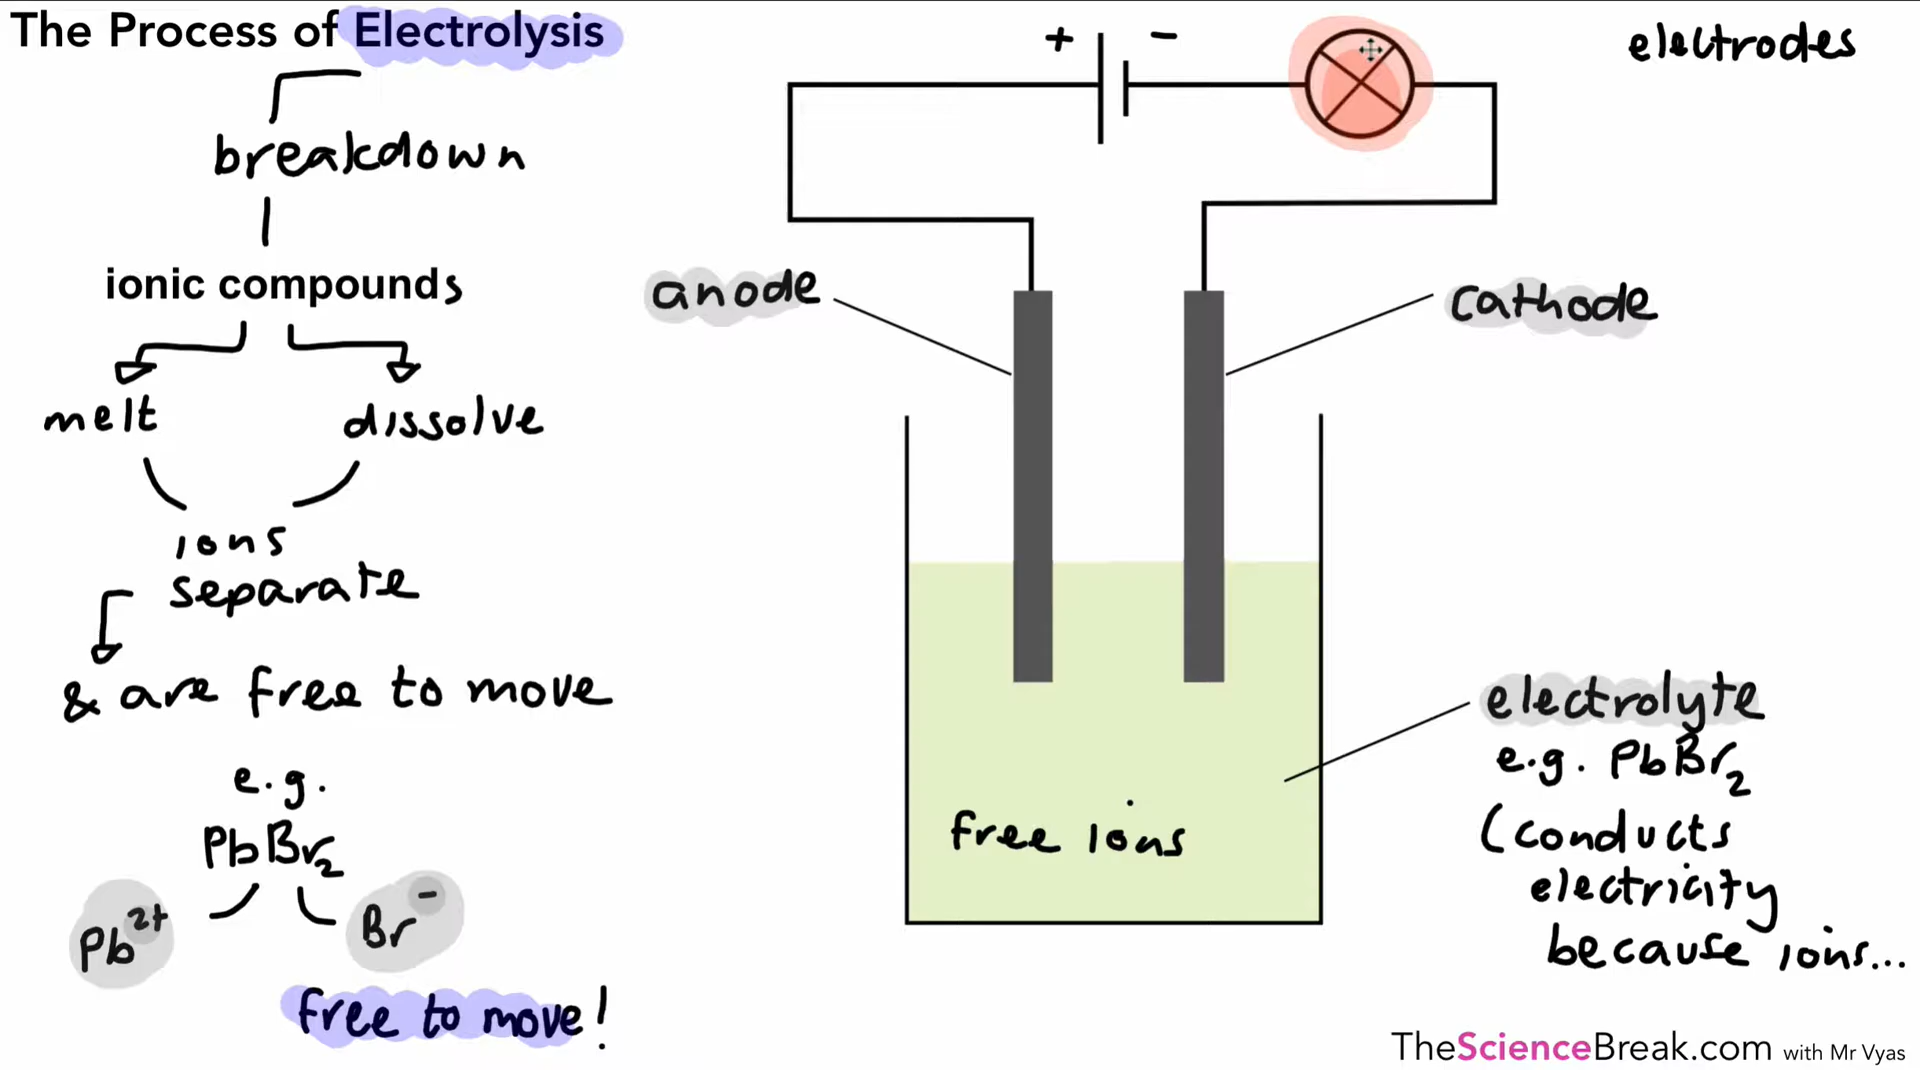 The Process of Electrolysis
breakdown
ionic compounds
melt
dissolve
ions
separate
& are free to move
e.g.
PbBr₂
Pb²⁺
Br⁻
free to move!
+ −
electrodes
anode
cathode
free ions
electrolyte
e.g. PbBr₂
(conducts
electricity
because ions...
TheScienceBreak.com with Mr Vyas